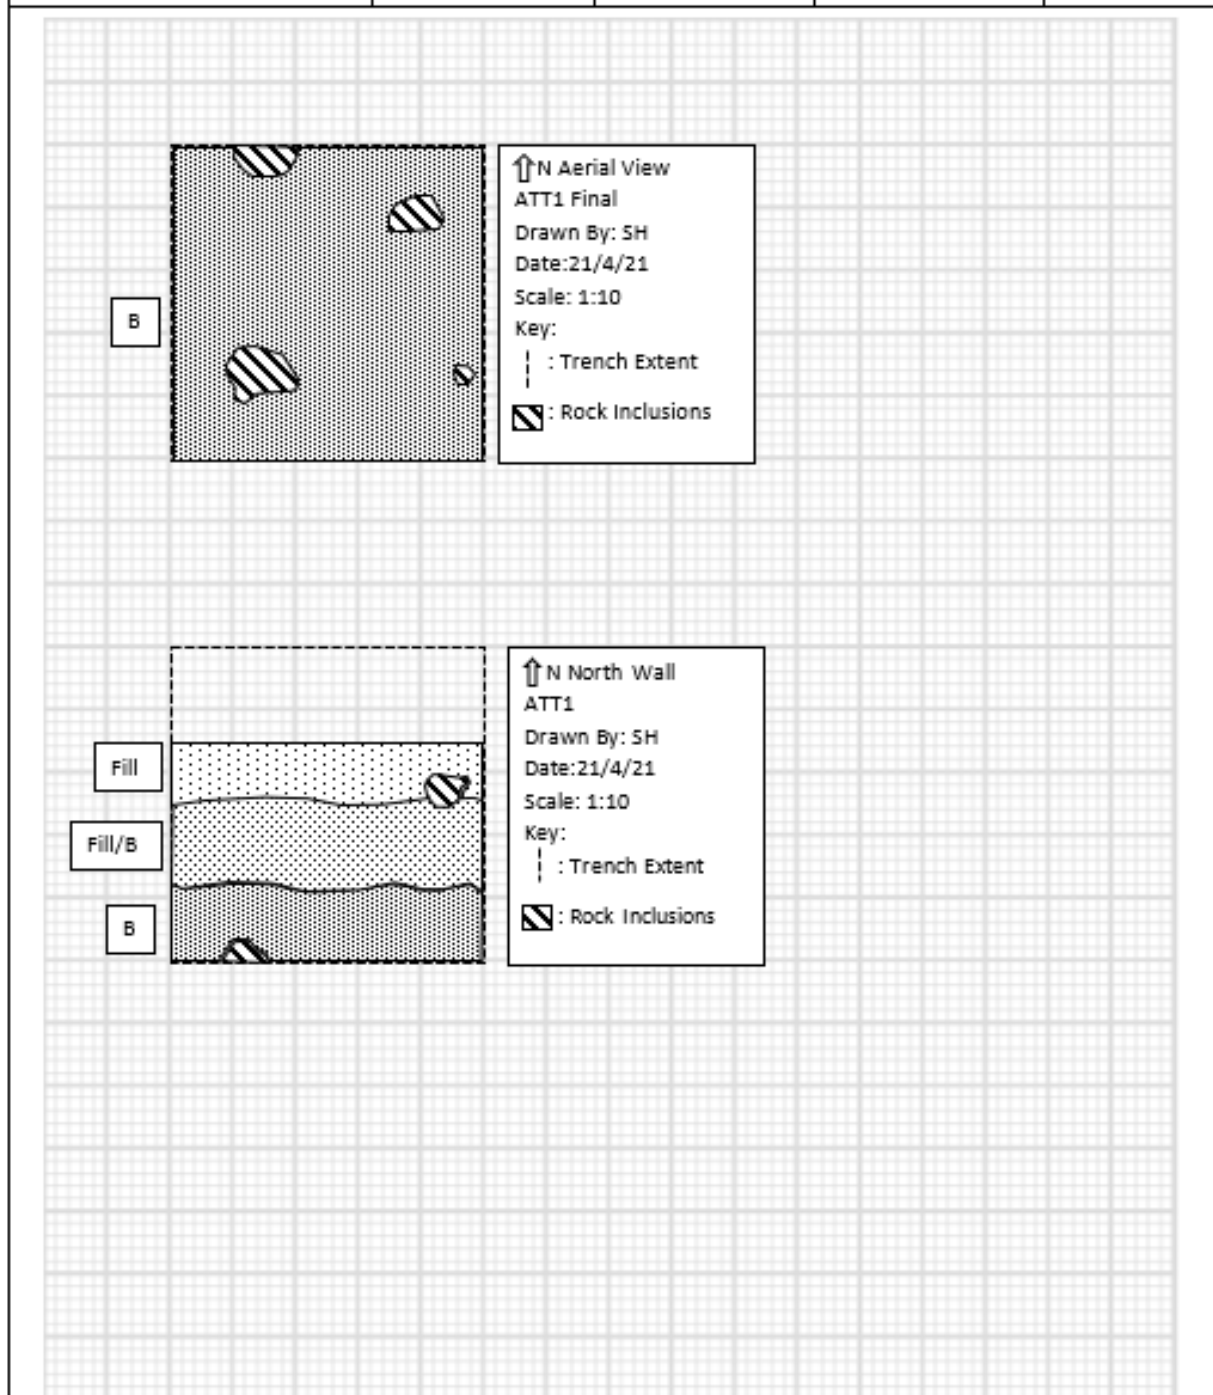 N Aerial View
ATT1 Final
Drawn By: SH
Date:21/4/21
Scale: 1:10
Key:
: Trench Extent
: Rock Inclusions
B
N North Wall
ATT1
Drawn By: SH
Date:21/4/21
Scale: 1:10
Key:
: Trench Extent
: Rock Inclusions
Fill
Fill/B
B